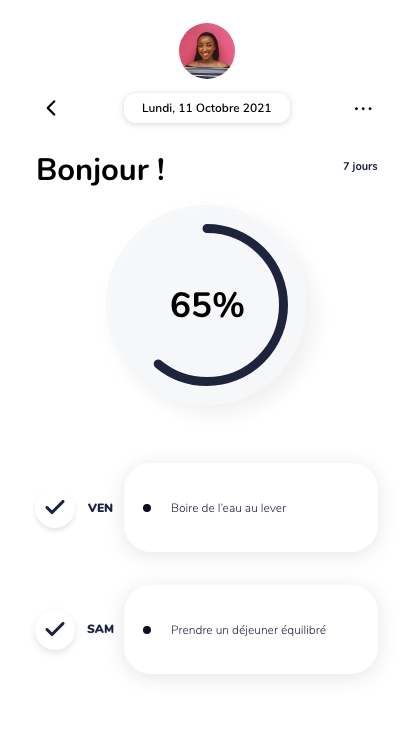 Lundi, 11 Octobre 2021
Bonjour !
7 jours
65%
VEN
Boire de l'eau au lever
SAM
Prendre un déjeuner équilibré